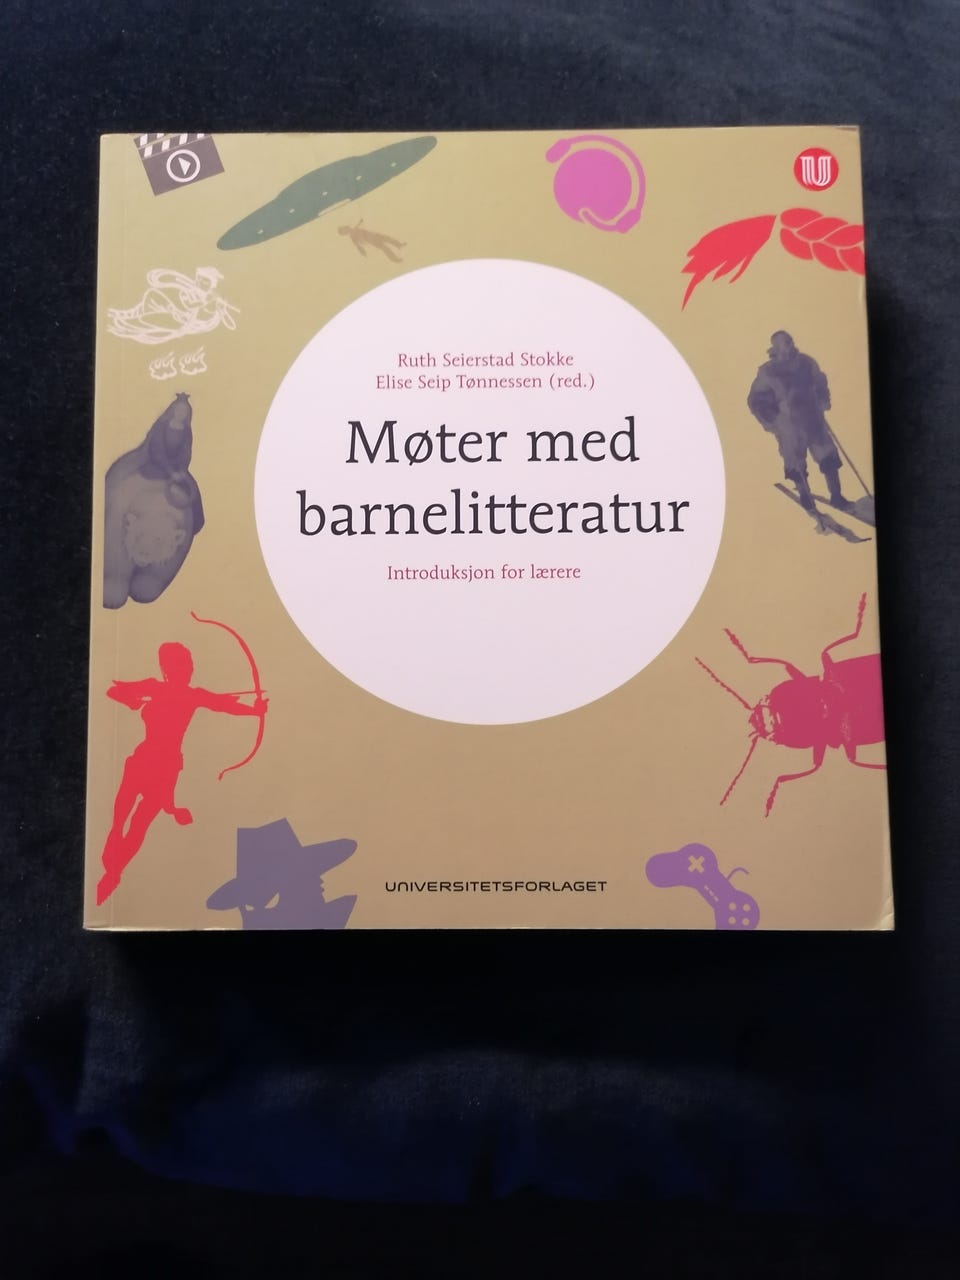 U
Ruth Seierstad Stokke
Elise Seip Tønnessen (red.)
Møter med
barnelitteratur
Introduksjon for lærere
UNIVERSITETSFORLAGET